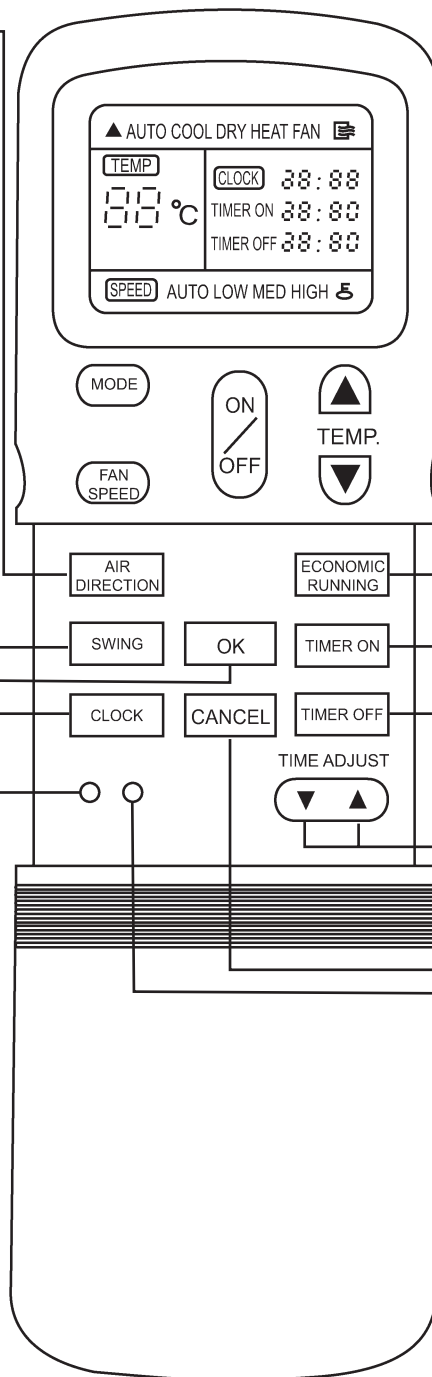 ▲ AUTO COOL DRY HEAT FAN
TEMP
88 °C
CLOCK 88:88
TIMER ON 88:80
TIMER OFF 88:80
SPEED AUTO LOW MED HIGH
MODE
ON
OFF
▲
TEMP.
▼
FAN
SPEED
AIR
DIRECTION
ECONOMIC
RUNNING
SWING
OK
TIMER ON
CLOCK
CANCEL
TIMER OFF
TIME ADJUST
▼ ▲